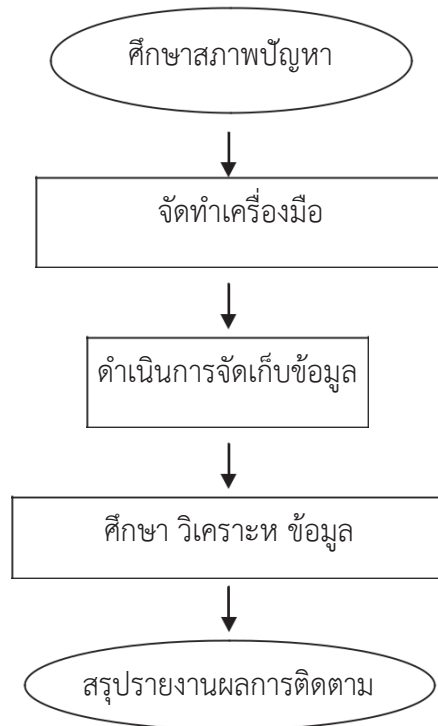 ศึกษาสภาพปัญหา
จัดทำเครื่องมือ
ดำเนินการจัดเก็บข้อมูล
ศึกษา วิเคราะห ข้อมูล
สรุปรายงานผลการติดตาม